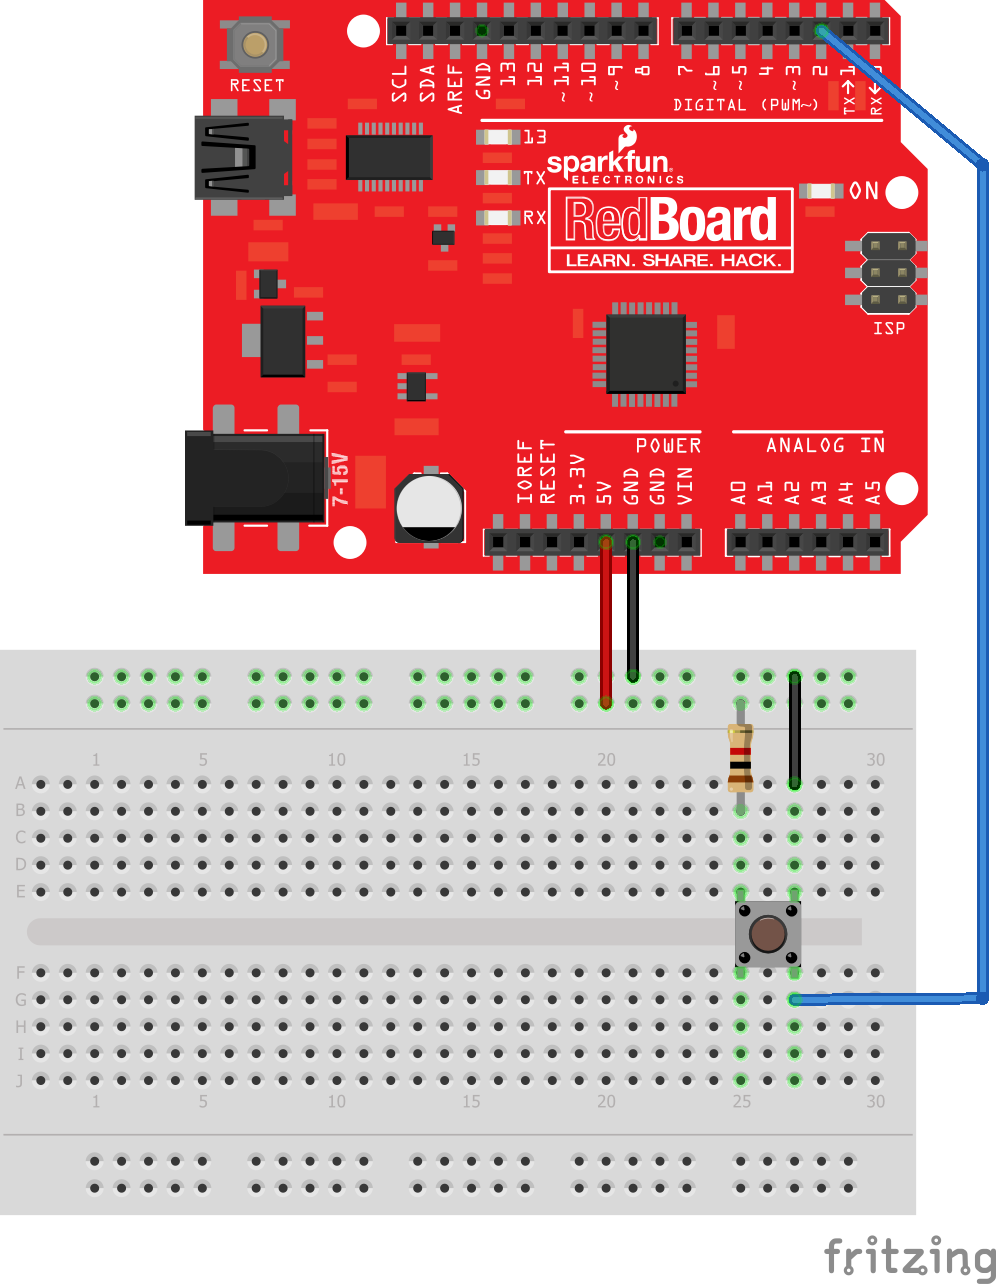 RESET
SCL
SDA
AREF
GND
13
12
~11
~10
~9
8
7
~6
~5
4
~3
2
TX→1
RX←
DIGITAL (PWM~)
13
TX
RX
sparkfun
ELECTRONICS
RedBoard
LEARN. SHARE. HACK.
ON
ISP
7-15V
POWER
ANALOG IN
IOREF
RESET
3.3V
5V
GND
GND
VIN
A0
A1
A2
A3
A4
A5
1 5 10 15 20 30
A
B
C
D
E
F
G
H
I
J
1 5 10 15 20 25 30
fritzing